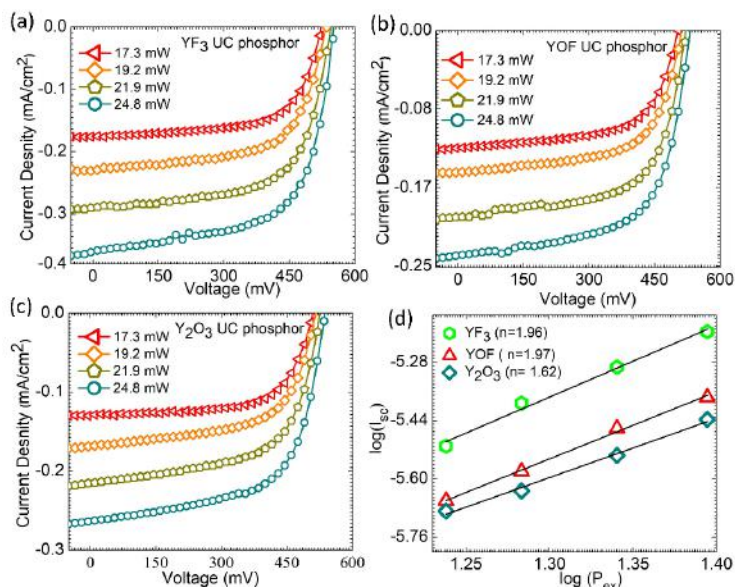 (a)
YF3 UC phosphor
17.3 mW
19.2 mW
21.9 mW
24.8 mW
0.0
-0.1
-0.2
-0.3
-0.4
Current Desnity (mA/cm2)
0 150 300 450 600
Voltage (mV)
(b)
YOF UC phosphor
17.3 mW
19.2 mW
21.9 mW
24.8 mW
0.00
-0.08
-0.17
-0.25
Current Desnity (mA/cm2)
0 150 300 450 600
Voltage (mV)
(c)
Y2O3 UC phosphor
17.3 mW
19.2 mW
21.9 mW
24.8 mW
0.0
-0.1
-0.2
-0.3
Current Desnity (mA/cm2)
0 150 300 450 600
Voltage (mV)
(d)
YF3 (n=1.96)
YOF ( n=1.97)
Y2O3 (n= 1.62)
-5.28
-5.44
-5.60
-5.76
log(Isc)
1.25 1.30 1.35 1.40
log (Pex)